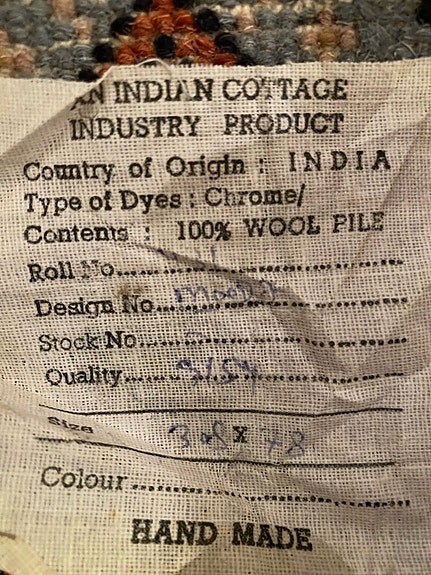 AN INDIAN COTTAGE
INDUSTRY PRODUCT
Country of Origin : INDIA
Type of Dyes : Chrome/
Contents : 100% WOOL PILE
Roll No.
Design No.
Stock No.
Quality
Size X 78
Colour
HAND MADE